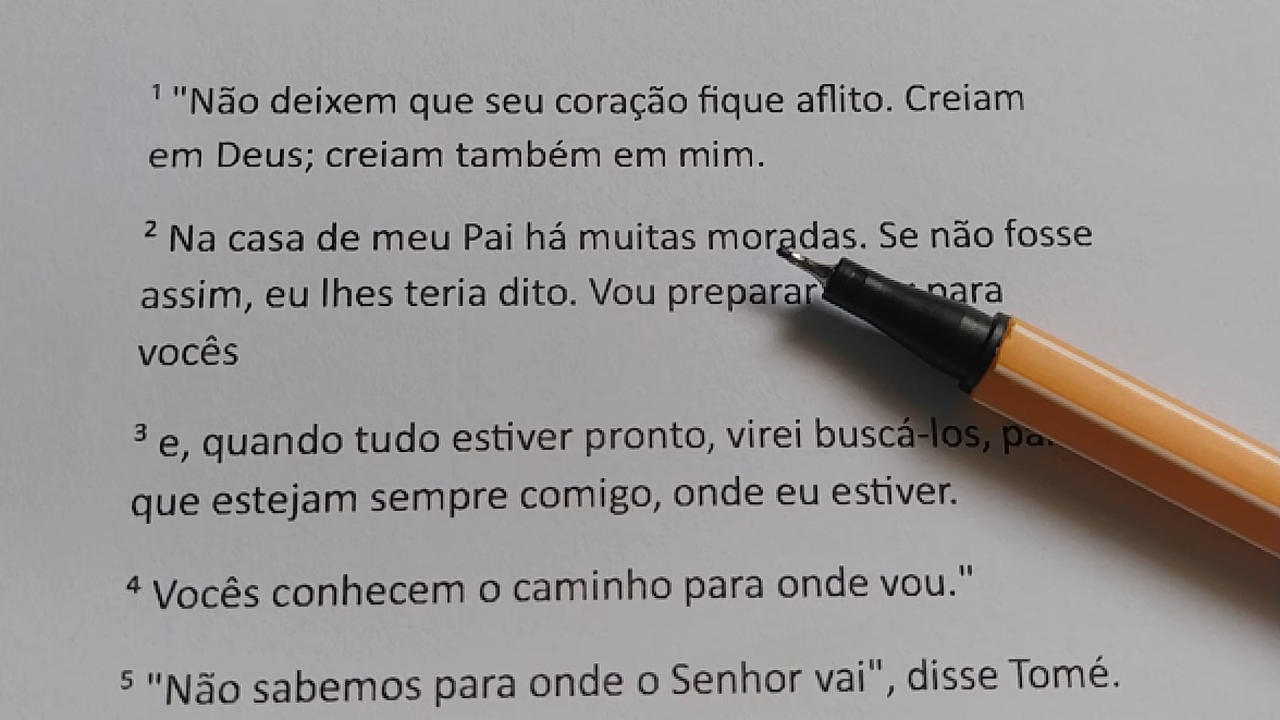 ¹ "Não deixem que seu coração fique aflito. Creiam
em Deus; creiam também em mim.
² Na casa de meu Pai há muitas moradas. Se não fosse
assim, eu lhes teria dito. Vou preparar para
vocês
³ e, quando tudo estiver pronto, virei buscá-los,
que estejam sempre comigo, onde eu estiver.
⁴ Vocês conhecem o caminho para onde vou."
⁵ "Não sabemos para onde o Senhor vai", disse Tomé.